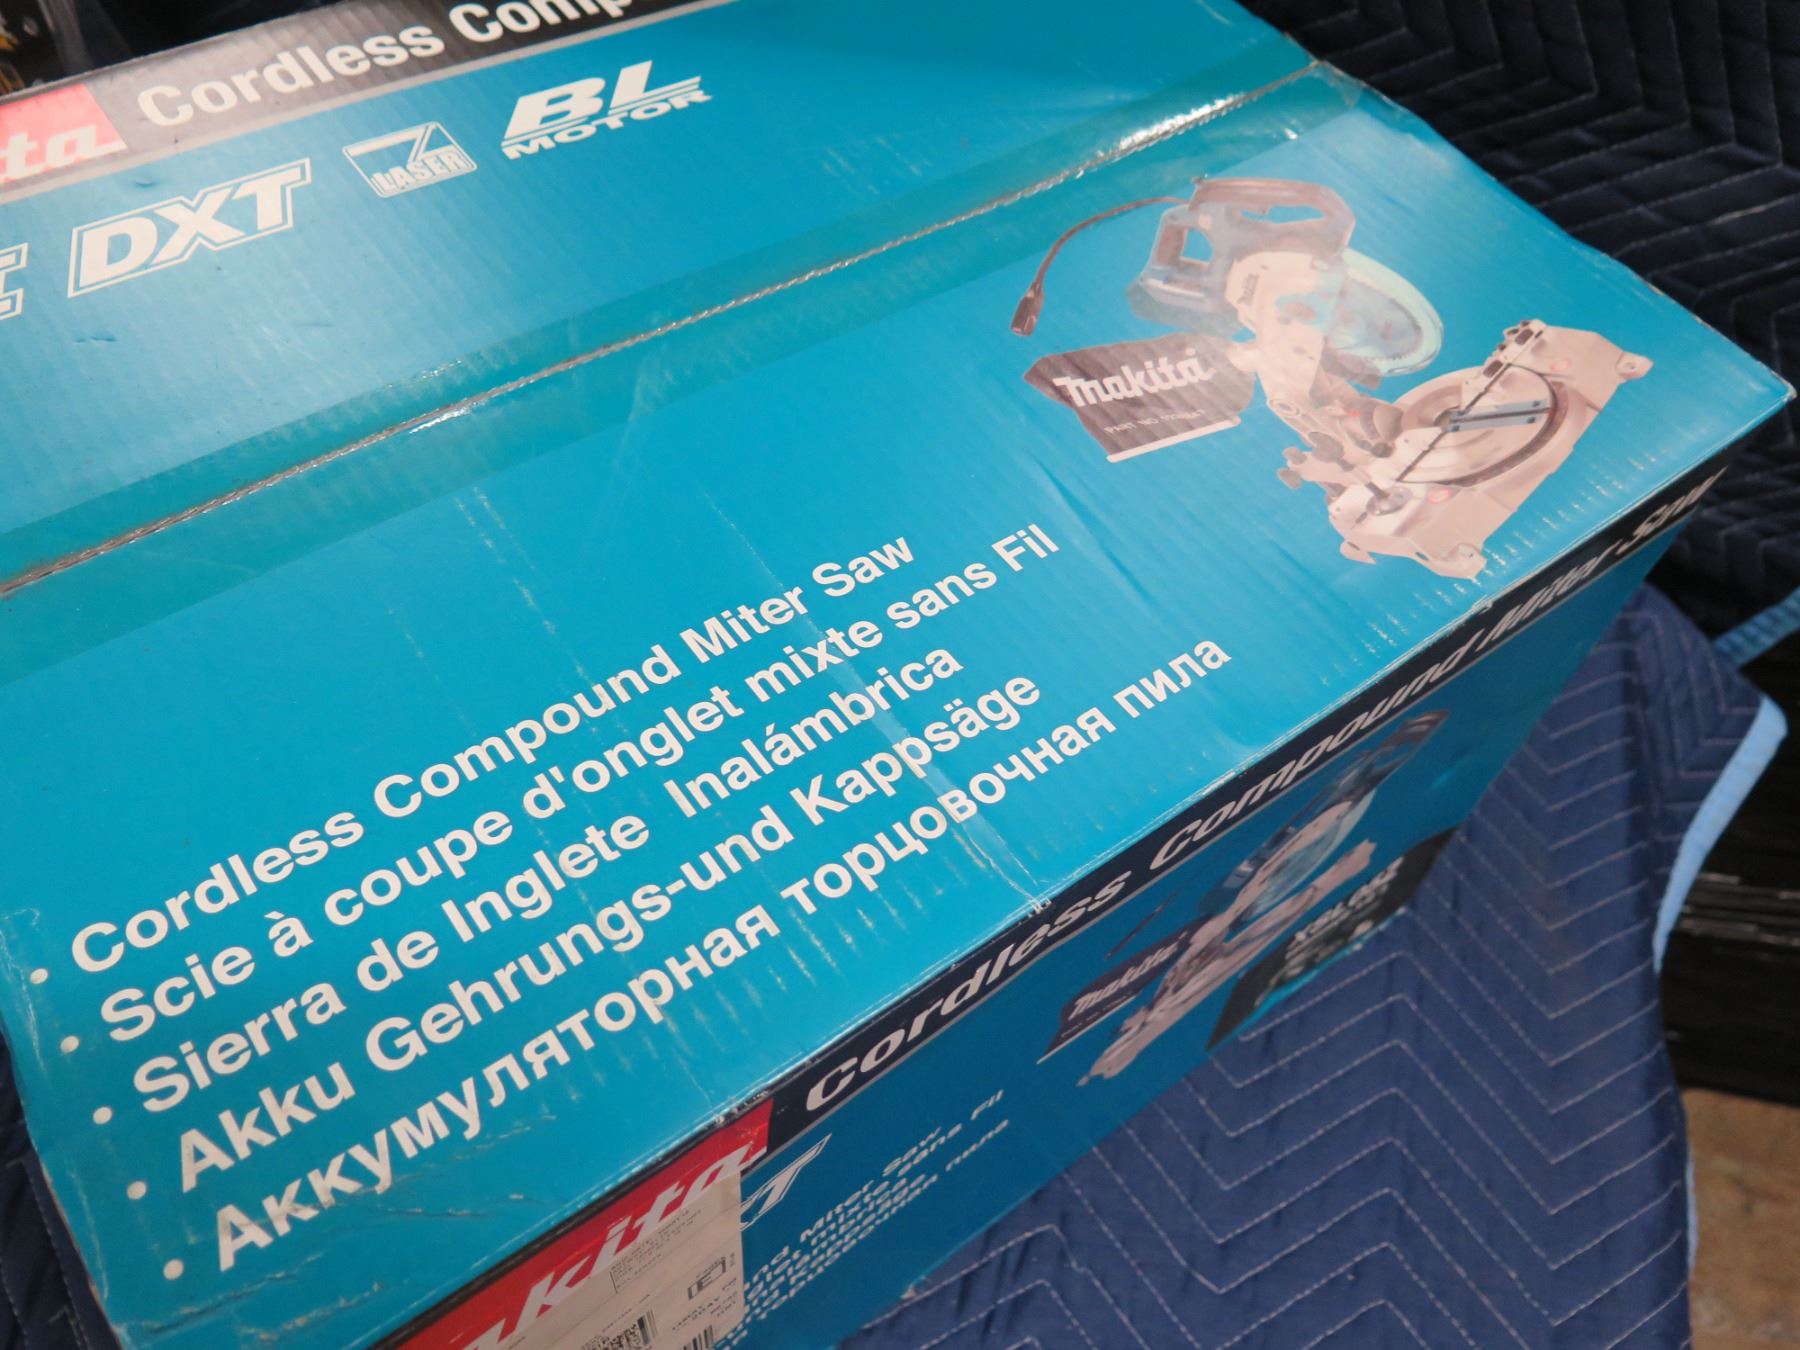 Cordless Comp
DXT
LASER
BL
MOTOR
Makita
· Cordless Compound Miter Saw
· Scie à coupe d'onglet mixte sans Fil
· Sierra de Inglete Inalámbrica
· Akku Gehrungs-und Kappsäge
· Аккумуляторная торцовочная пила
Cordless Compound Miter Saw
Makita